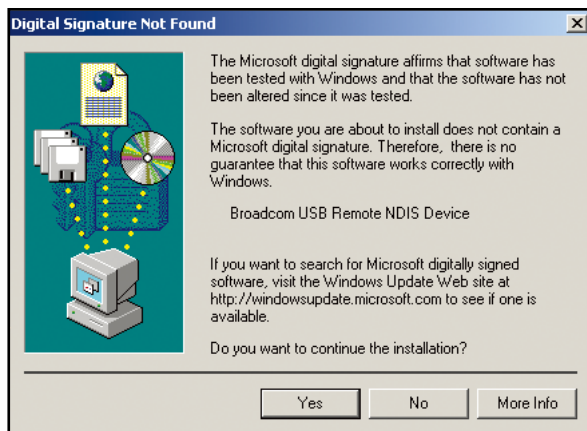 Digital Signature Not Found
The Microsoft digital signature affirms that software has
been tested with Windows and that the software has not
been altered since it was tested.
The software you are about to install does not contain a
Microsoft digital signature. Therefore, there is no
guarantee that this software works correctly with
Windows.
Broadcom USB Remote NDIS Device
If you want to search for Microsoft digitally signed
software, visit the Windows Update Web site at
http://windowsupdate.microsoft.com to see if one is
available.
Do you want to continue the installation?
Yes No More Info